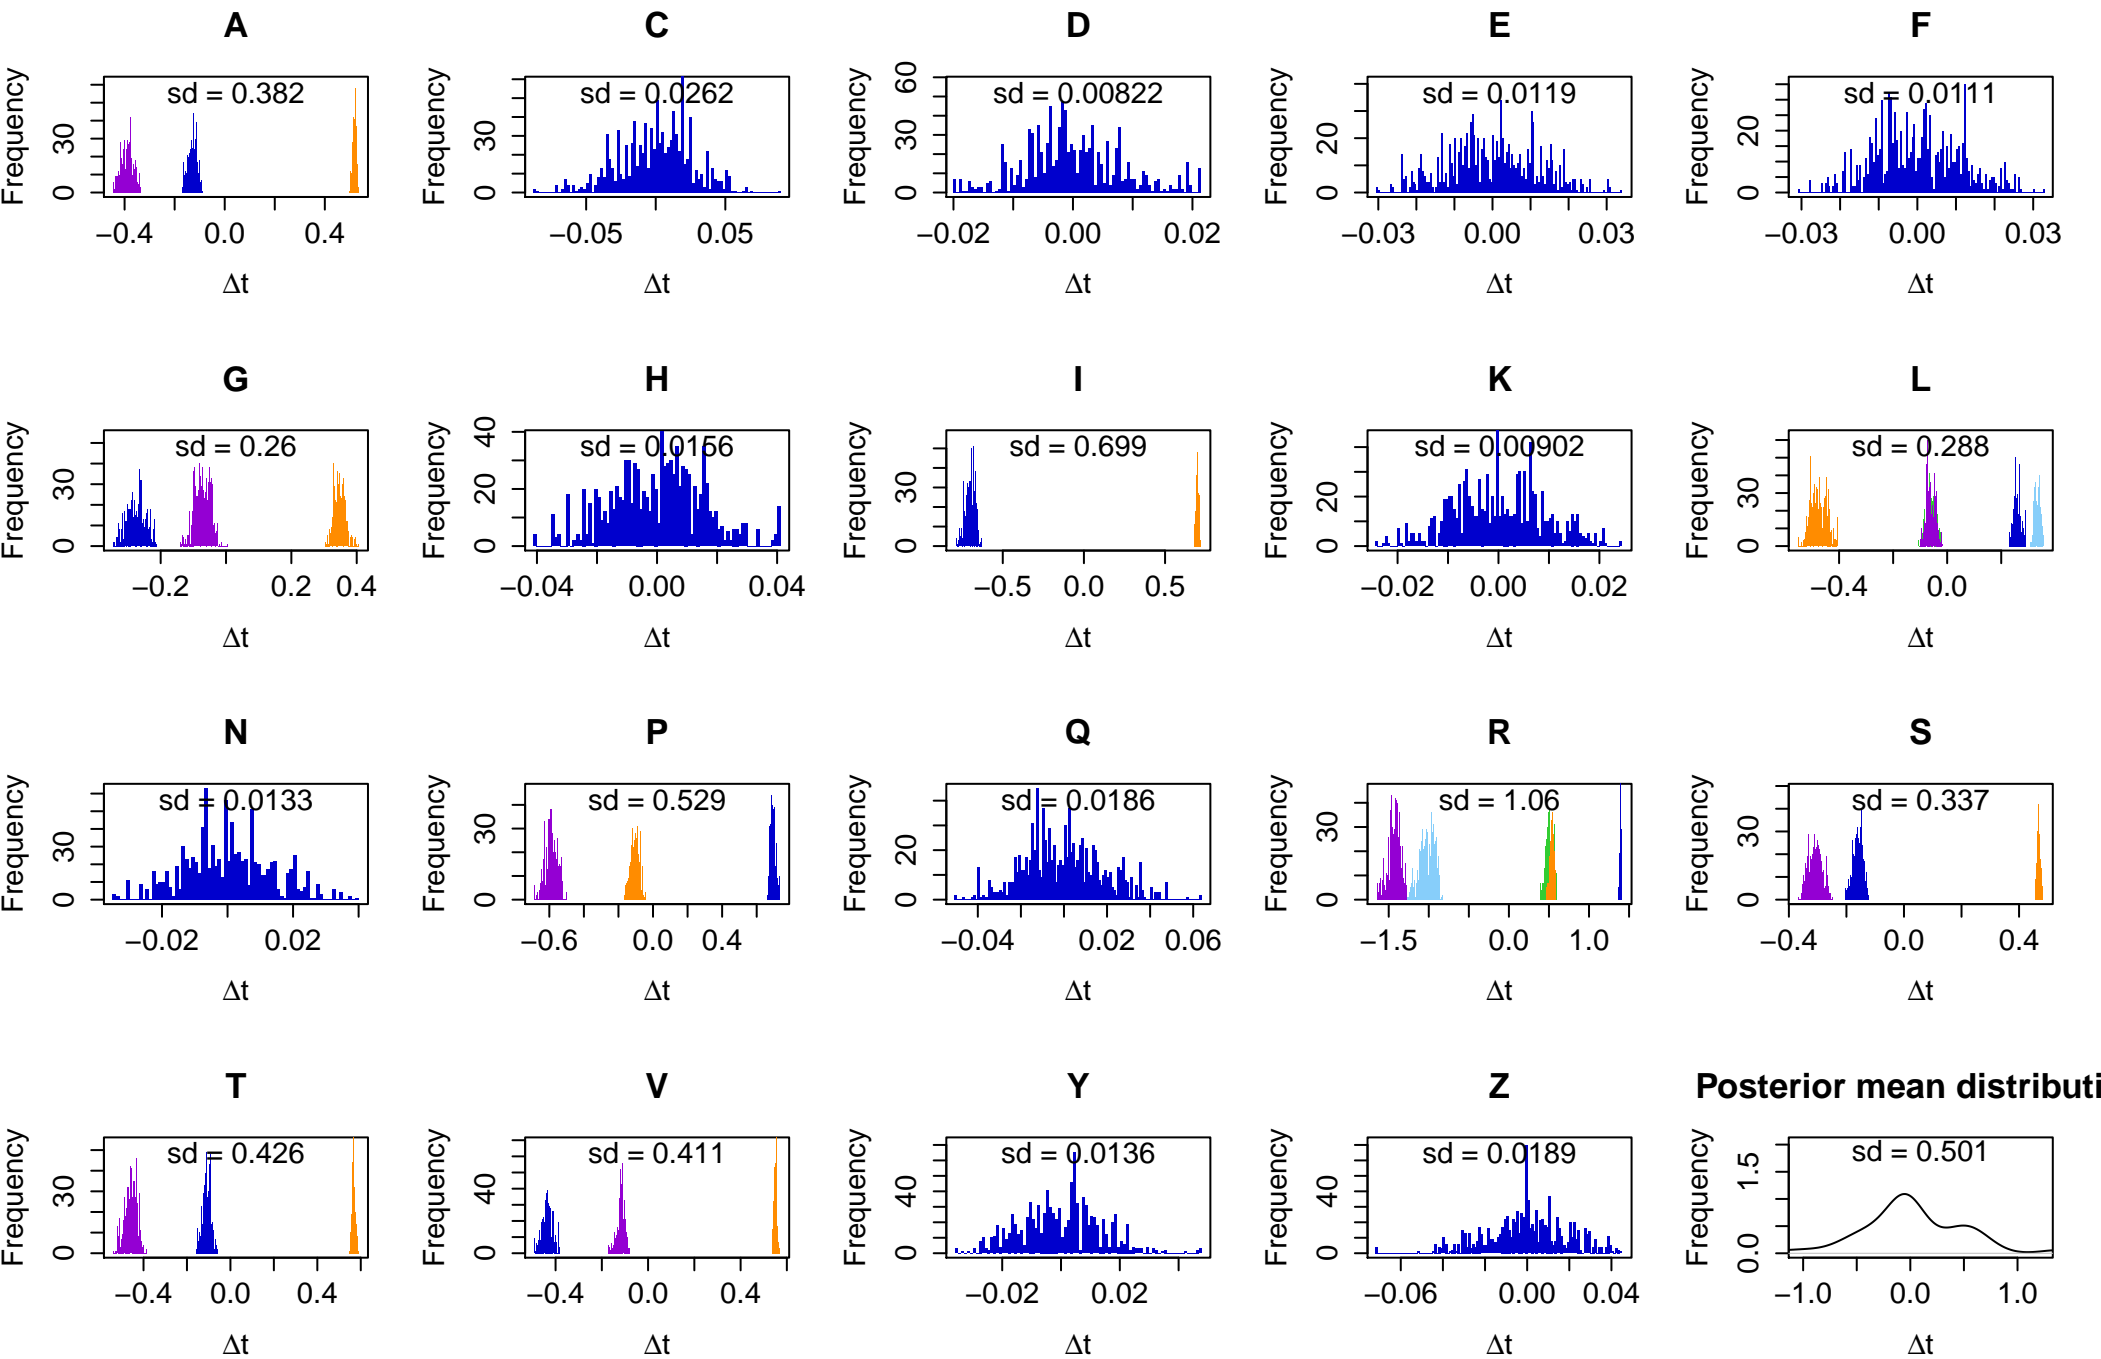 A C D E F
Frequency sd = 0.382 Frequency sd = 0.0262 Frequency sd = 0.00822 Frequency sd = 0.0119 Frequency sd = 0.0111
0 30 0 30 0 30 60 0 20 0 20
−0.4 0.0 0.4 −0.05 0.05 −0.02 0.00 0.02 −0.03 0.00 0.03 −0.03 0.00 0.03
Δt Δt Δt Δt Δt
G H I K L
Frequency sd = 0.26 Frequency sd = 0.0156 Frequency sd = 0.699 Frequency sd = 0.00902 Frequency sd = 0.288
0 30 0 20 40 0 30 0 20 0 30
−0.2 0.2 0.4 −0.04 0.00 0.04 −0.5 0.0 0.5 −0.02 0.00 0.02 −0.4 0.0
Δt Δt Δt Δt Δt
N P Q R S
Frequency sd = 0.0133 Frequency sd = 0.529 Frequency sd = 0.0186 Frequency sd = 1.06 Frequency sd = 0.337
0 30 0 30 0 20 0 30 0 30
−0.02 0.02 −0.6 0.0 0.4 −0.04 0.02 0.06 −1.5 0.0 1.0 −0.4 0.0 0.4
Δt Δt Δt Δt Δt
T V Y Z Posterior mean distributi
Frequency sd = 0.426 Frequency sd = 0.411 Frequency sd = 0.0136 Frequency sd = 0.0189 Frequency sd = 0.501
0 30 0 40 0 40 0 40 0.0 1.5
−0.4 0.0 0.4 −0.4 0.0 0.4 −0.02 0.02 −0.06 0.00 0.04 −1.0 0.0 1.0
Δt Δt Δt Δt Δt